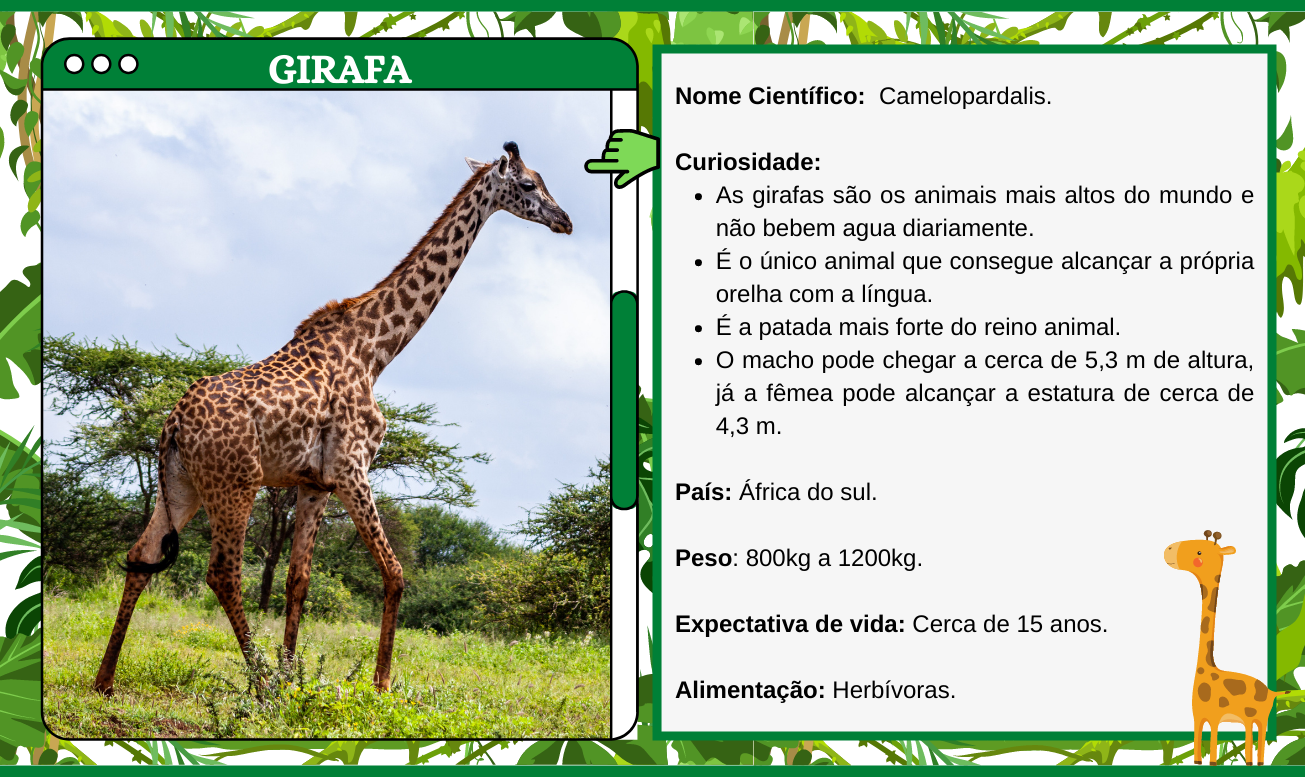 GIRAFA
Nome Científico: Camelopardalis.
Curiosidade:
• As girafas são os animais mais altos do mundo e
não bebem agua diariamente.
• É o único animal que consegue alcançar a própria
orelha com a língua.
• É a patada mais forte do reino animal.
• O macho pode chegar a cerca de 5,3 m de altura,
já a fêmea pode alcançar a estatura de cerca de
4,3 m.
País: África do sul.
Peso: 800kg a 1200kg.
Expectativa de vida: Cerca de 15 anos.
Alimentação: Herbívoras.